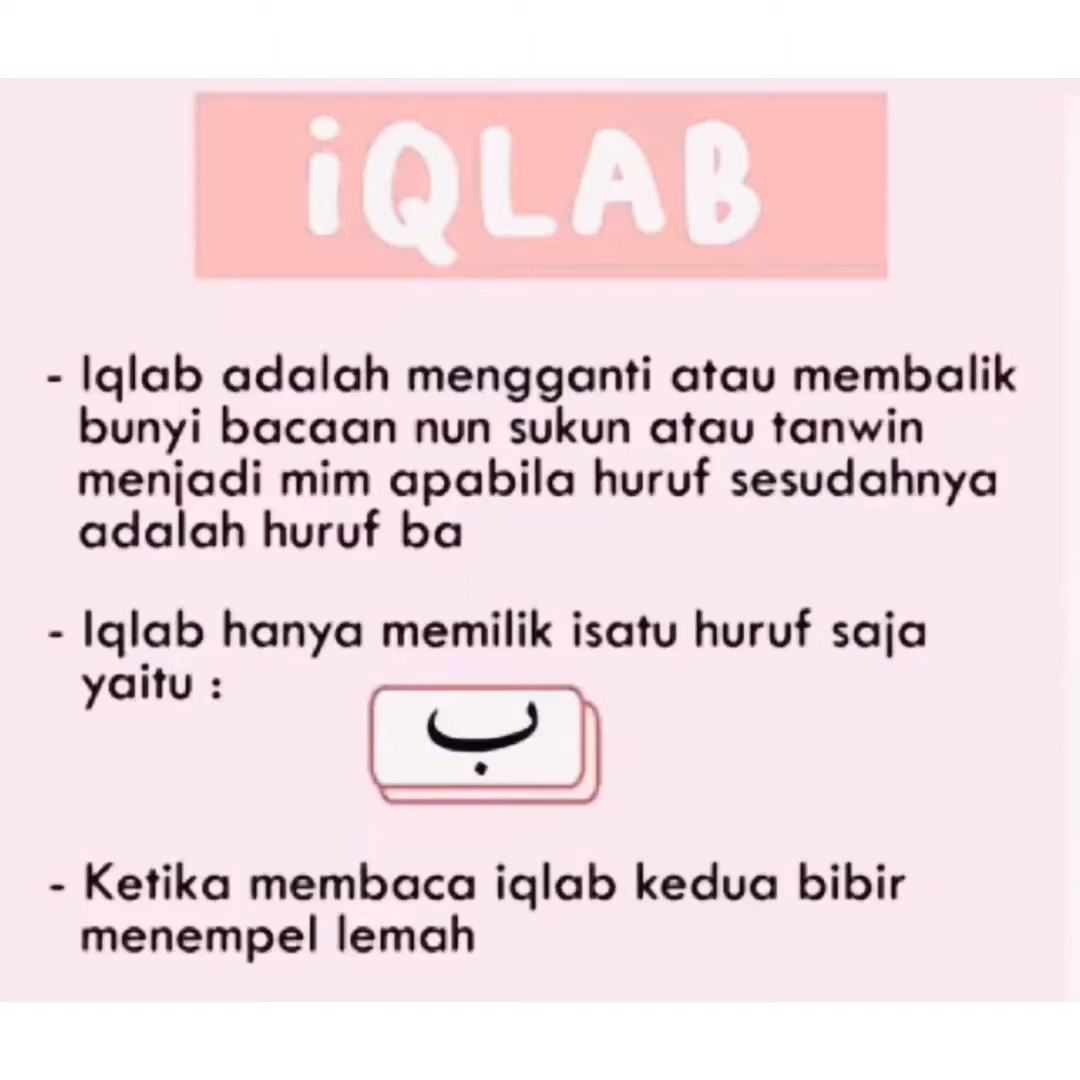 iQLAB
- Iqlab adalah mengganti atau membalik
bunyi bacaan nun sukun atau tanwin
menjadi mim apabila huruf sesudahnya
adalah huruf ba
- Iqlab hanya memilik isatu huruf saja
yaitu :
ب
- Ketika membaca iqlab kedua bibir
menempel lemah